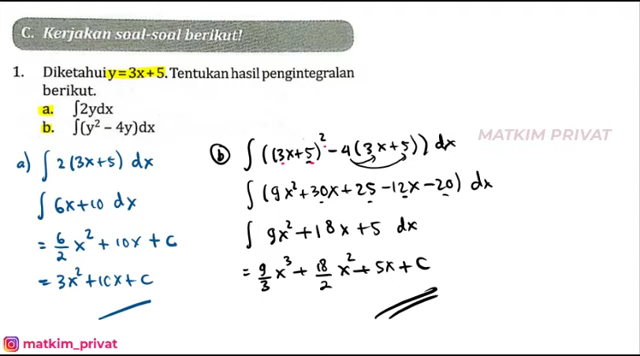 C. Kerjakan soal-soal berikut!
1. Diketahui y = 3x + 5. Tentukan hasil pengintegralan
berikut.
a. ∫2ydx
b. ∫(y² – 4y)dx
MATKIM PRIVAT
a) ∫ 2 (3x+5) dx
∫ 6x+10 dx
= 6/2 x² + 10x + C
= 3x² + 10x + C
b) ∫ ((3x+5)² - 4(3x+5)) dx
∫ (9x² + 30x + 25 - 12x - 20) dx
∫ 9x² + 18x + 5 dx
= 9/3 x³ + 18/2 x² + 5x + C
matkim_privat